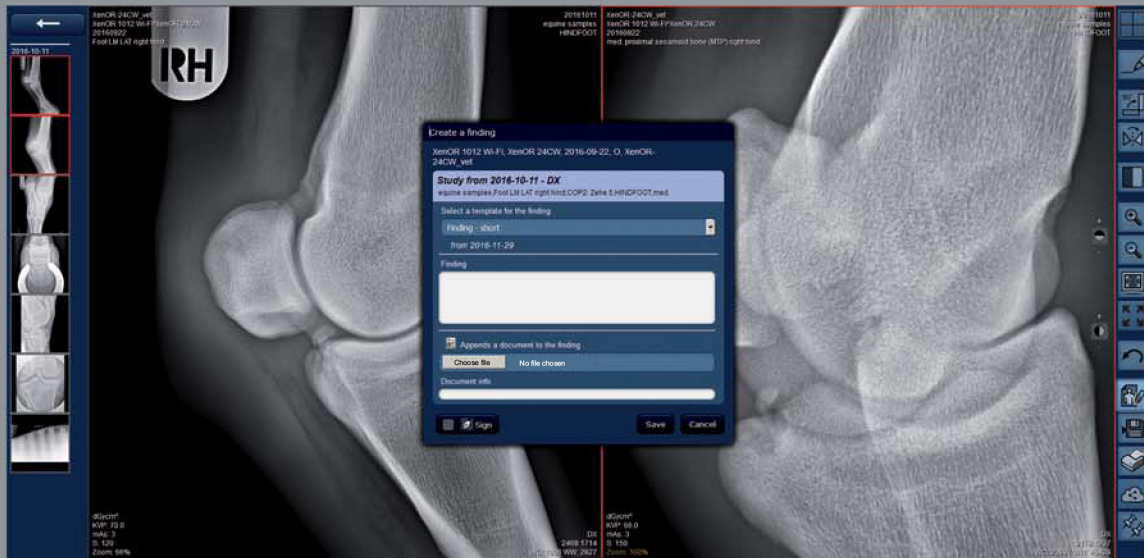 2016-10-11
XenOR-24CW_vet
XenOR 1012 Wi-Fi
20160922
Foot LM LAT right hind
RH
20161011
equine samples
HINDFOOT
XenOR-24CW_vet
XenOR 1012 Wi-Fi^XenOR 24CW
20160922
med. proximal sesamoid bone (MTP) right hind
20161011
equine samples
HINDFOOT
Create a finding
XenOR 1012 Wi-Fi, XenOR 24CW, 2016-09-22, O, XenOR-
24CW_vet
Study from 2016-10-11 - DX
equine samples,Foot LM LAT right hind,COP2: Zehe 5,HINDFOOT,med.
Select a template for the finding
Finding - short
from 2016-11-29
Finding
Appends a document to the finding
Choose file
No file chosen
Document info
Sign
Save
Cancel
dGycm²
KVP: 70.0
mAs: 3
S: 120
Zoom: 66%
DX
WW: 2827
dGycm²
KVP: 66.0
mAs: 3
S: 150
Zoom: 100%
DX